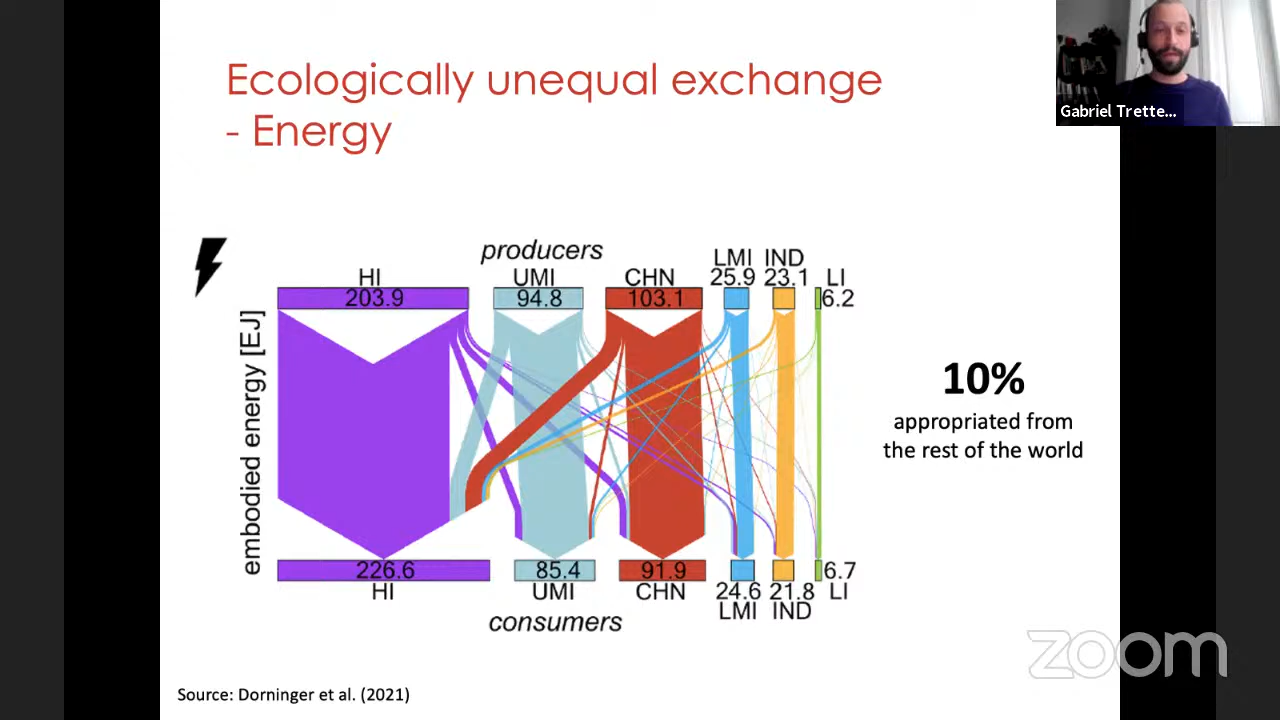 Ecologically unequal exchange
- Energy
Gabriel Trette...
producers
LMI IND
HI UMI CHN 25.9 23.1 LI
203.9 94.8 103.1 6.2
embodied energy [EJ]
10%
appropriated from
the rest of the world
226.6 85.4 91.9 6.7
HI UMI CHN 24.6 21.8 LI
LMI IND
consumers
zoom
Source: Dorninger et al. (2021)